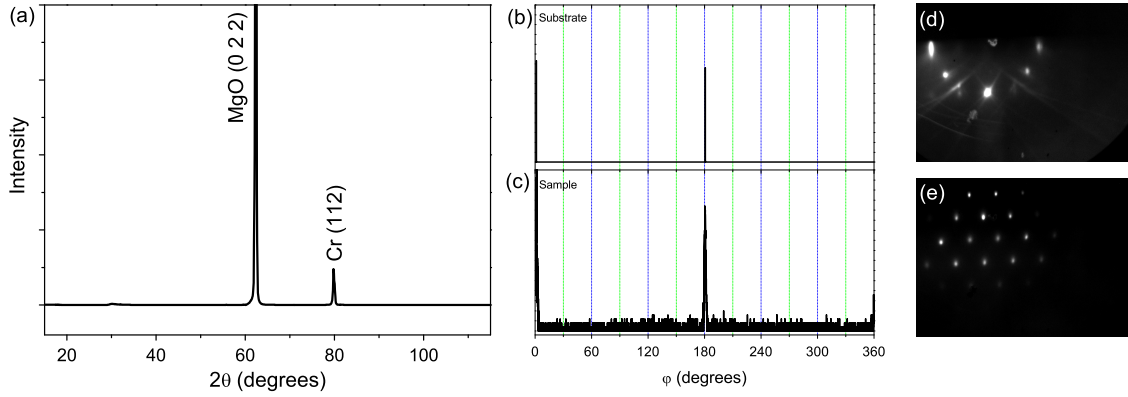 (a)
Intensity
MgO (0 2 2)
Cr (112)
20 40 60 80 100
2θ (degrees)
(b)
Substrate
(c)
Sample
0 60 120 180 240 300 360
φ (degrees)
(d)
(e)